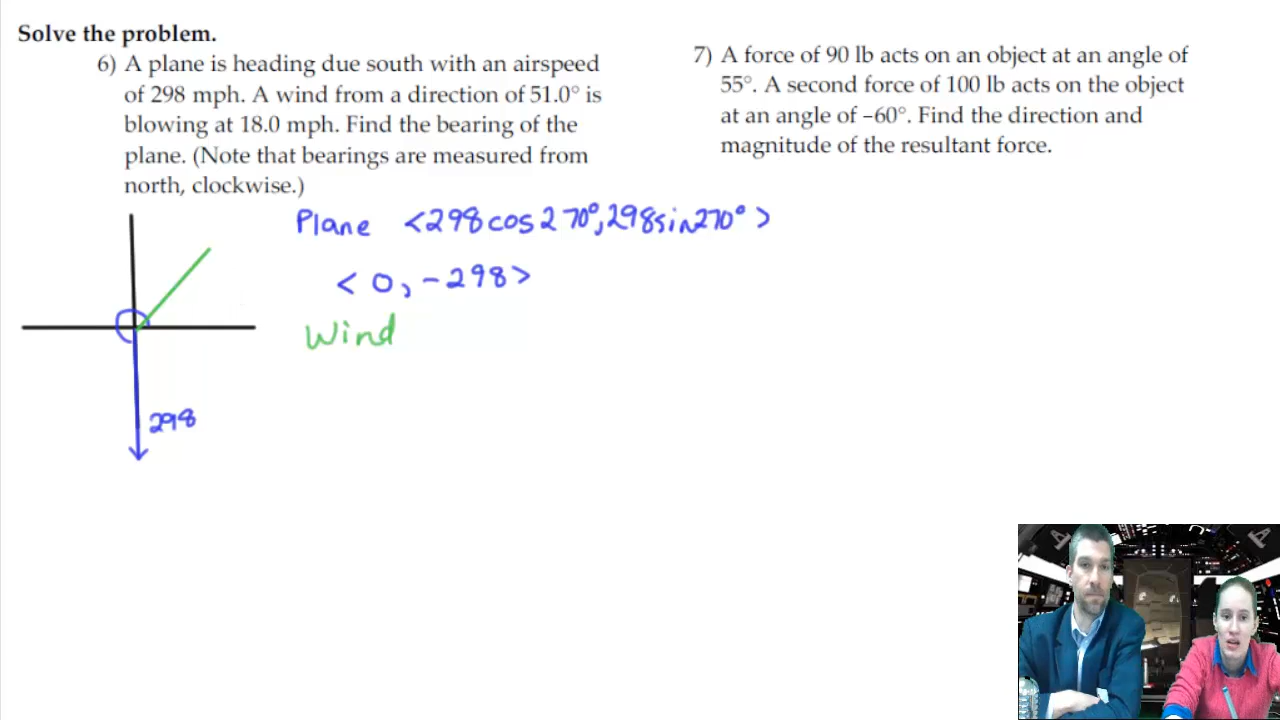 Solve the problem.
6) A plane is heading due south with an airspeed
of 298 mph. A wind from a direction of 51.0° is
blowing at 18.0 mph. Find the bearing of the
plane. (Note that bearings are measured from
north, clockwise.)
7) A force of 90 lb acts on an object at an angle of
55°. A second force of 100 lb acts on the object
at an angle of –60°. Find the direction and
magnitude of the resultant force.
Plane <298cos270°, 298sin270°>
<0, -298>
Wind
298